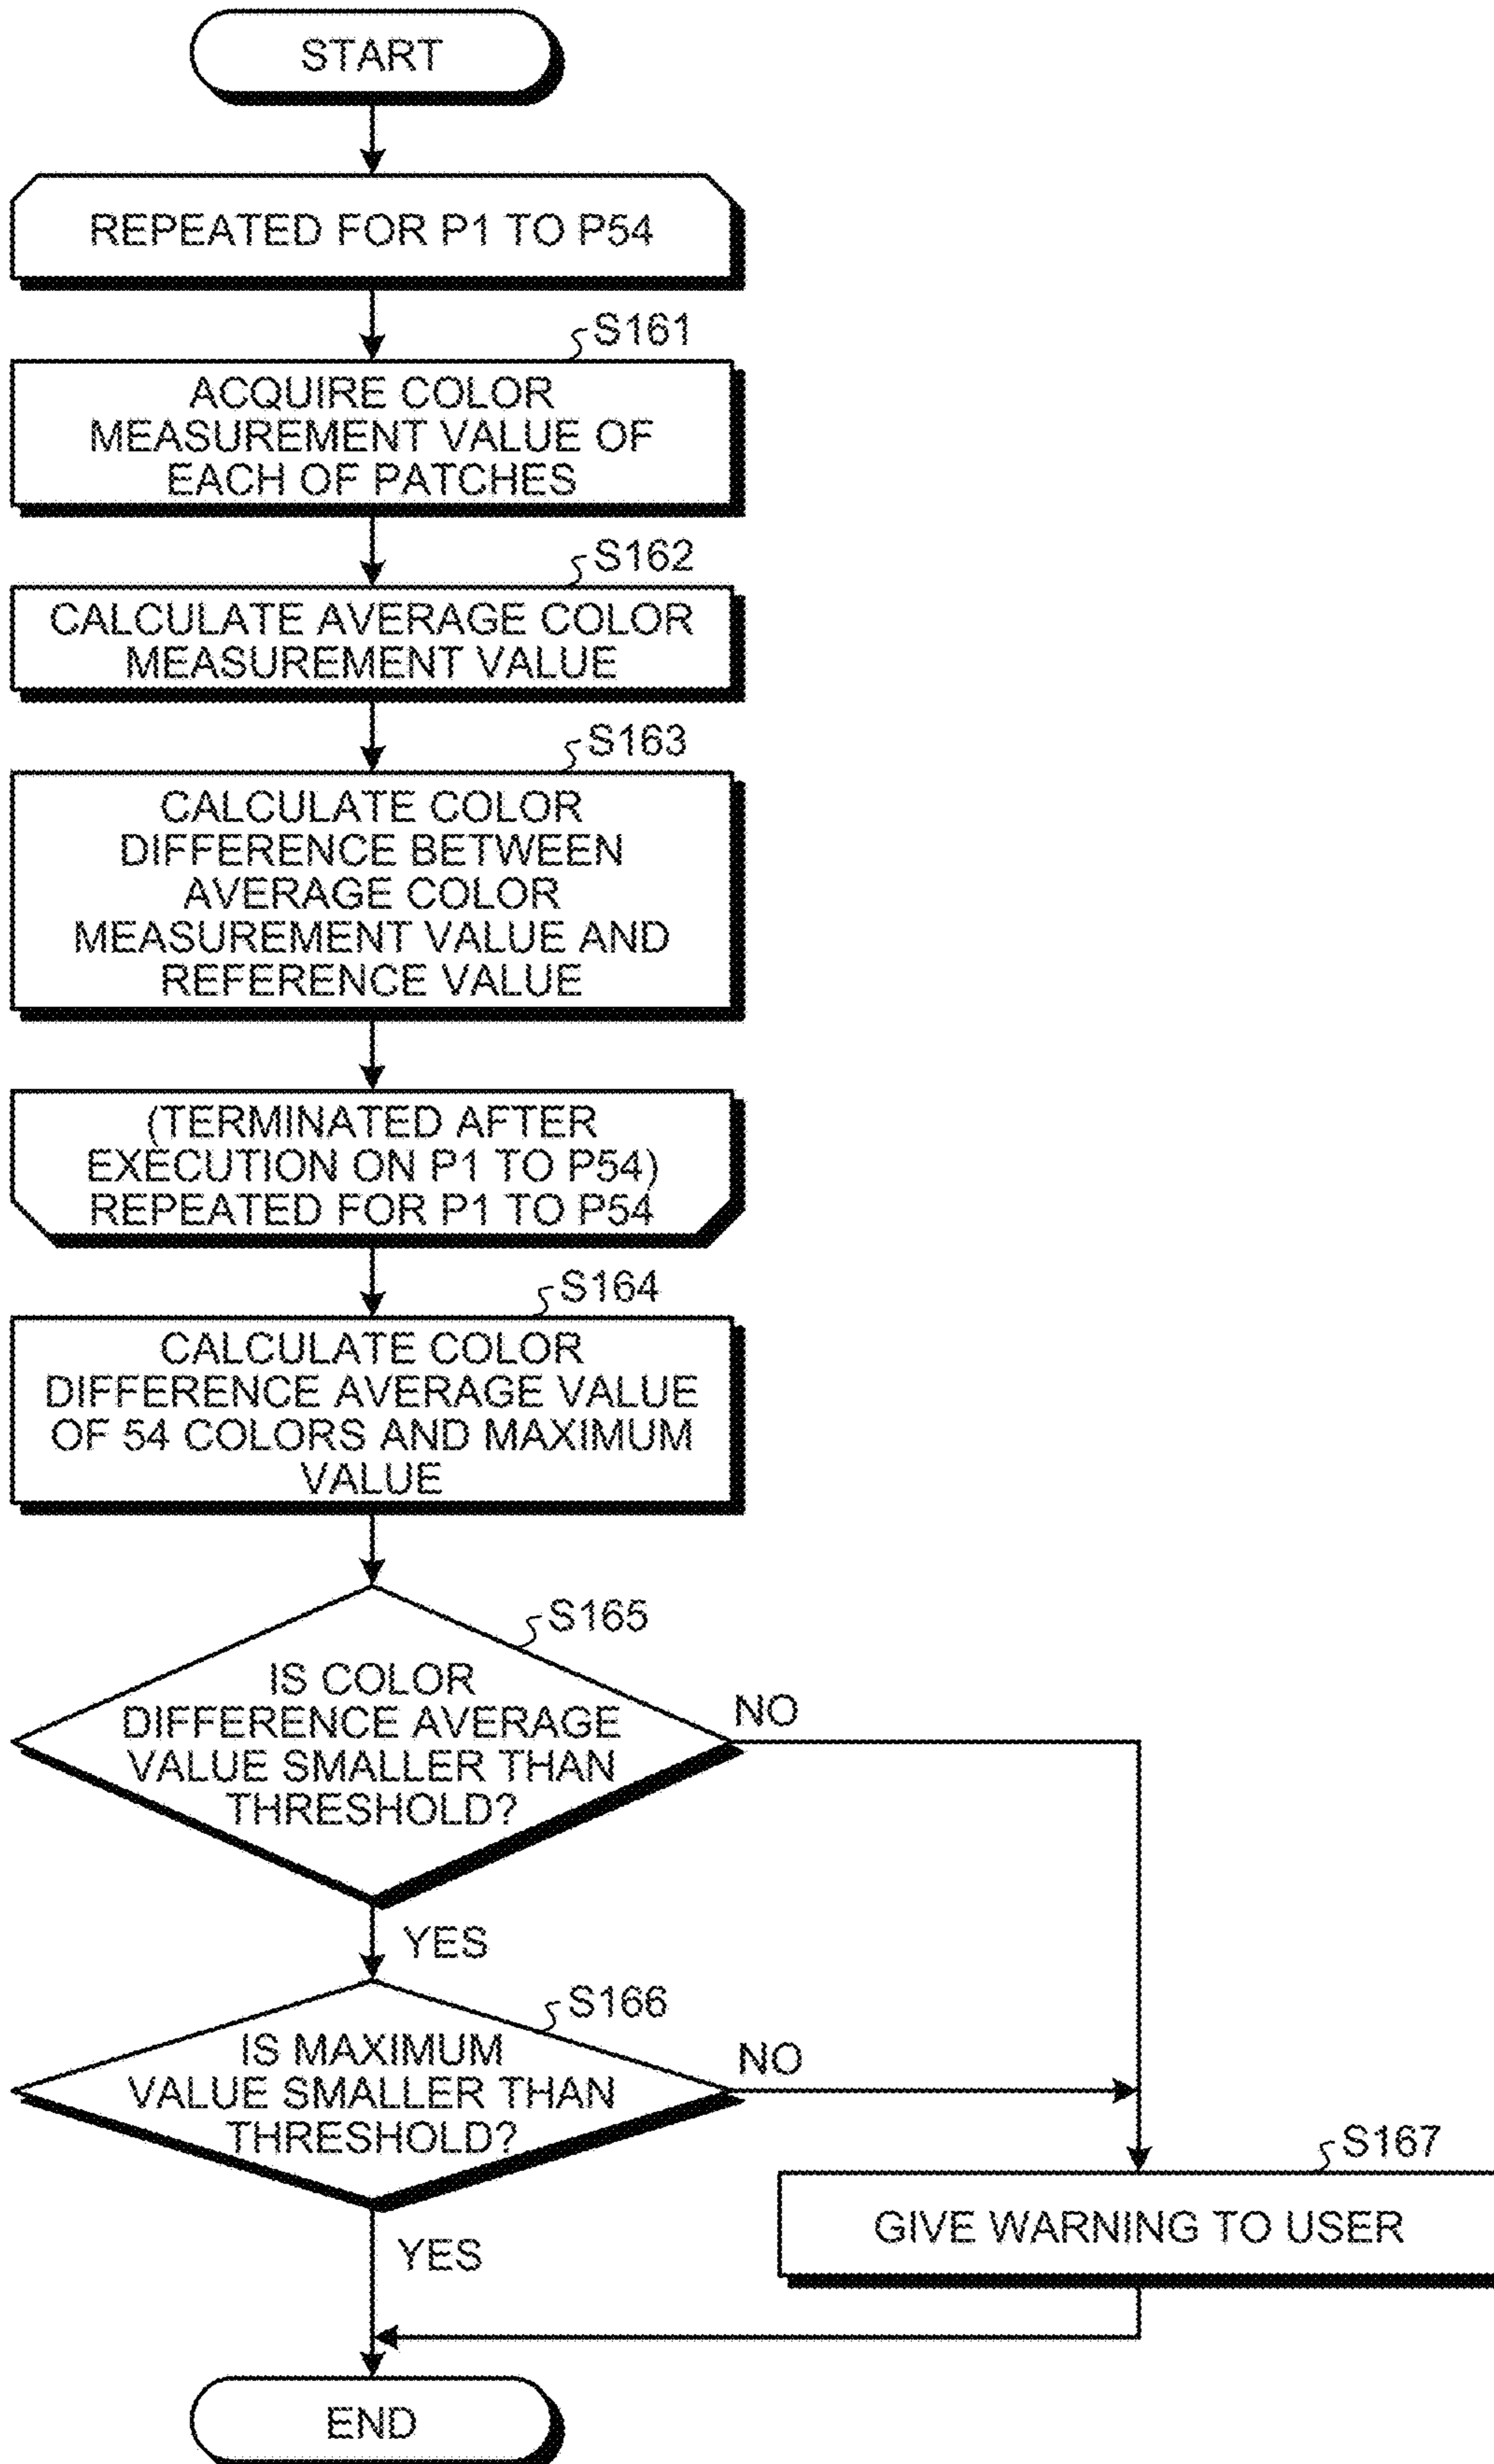 START
REPEATED FOR P1 TO P54
S161
ACQUIRE COLOR
MEASUREMENT VALUE OF
EACH OF PATCHES
S162
CALCULATE AVERAGE COLOR
MEASUREMENT VALUE
S163
CALCULATE COLOR
DIFFERENCE BETWEEN
AVERAGE COLOR
MEASUREMENT VALUE AND
REFERENCE VALUE
(TERMINATED AFTER
EXECUTION ON P1 TO P54)
REPEATED FOR P1 TO P54
S164
CALCULATE COLOR
DIFFERENCE AVERAGE VALUE
OF 54 COLORS AND MAXIMUM
VALUE
S165
IS COLOR
DIFFERENCE AVERAGE
VALUE SMALLER THAN
THRESHOLD?
NO
YES
S166
IS MAXIMUM
VALUE SMALLER THAN
THRESHOLD?
NO
YES
S167
GIVE WARNING TO USER
END